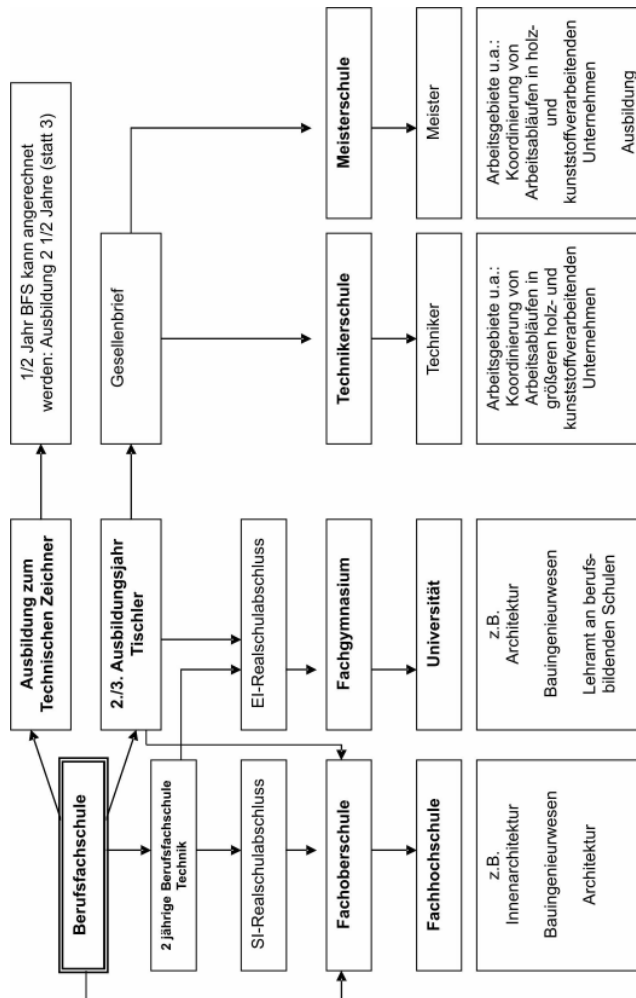 Berufsfachschule
Ausbildung zum
Technischen Zeichner
1/2 Jahr BFS kann angerechnet
werden: Ausbildung 2 1/2 Jahre (statt 3)
2./3. Ausbildungsjahr
Tischler
Gesellenbrief
2 jährige Berufsfachschule
Technik
SI-Realschulabschluss
EI-Realschulabschluss
Fachoberschule
Fachgymnasium
Technikerschule
Meisterschule
Fachhochschule
Universität
Techniker
Meister
z.B.
Innenarchitektur
Bauingenieurwesen
Architektur
z.B.
Architektur
Bauingenieurwesen
Lehramt an berufs-
bildenden Schulen
Arbeitsgebiete u.a.:
Koordinierung von
Arbeitsabläufen in
größeren holz- und
kunststoffverarbeitenden
Unternehmen
Arbeitsgebiete u.a.:
Koordinierung von
Arbeitsabläufen in holz-
und
kunststoffverarbeitenden
Unternehmen
Ausbildung